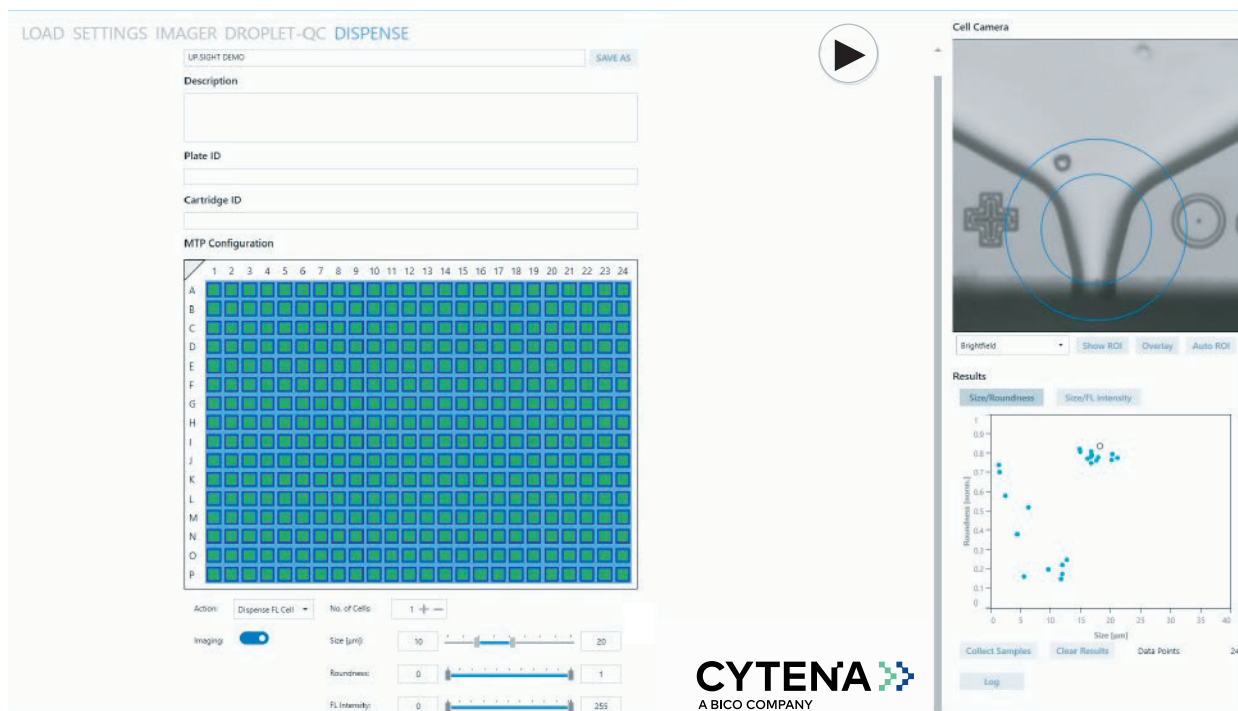 LOAD SETTINGS IMAGER DROPLET-QC DISPENSE
UP.SIGHT DEMO
SAVE AS
Description
Plate ID
Cartridge ID
MTP Configuration
1 2 3 4 5 6 7 8 9 10 11 12 13 14 15 16 17 18 19 20 21 22 23 24
A
B
C
D
E
F
G
H
I
J
K
L
M
N
O
P
Action: Dispense FL Cell No. of Cells: 1 + −
Imaging: Size [µm]: 10 20
Roundness: 0 1
FL Intensity: 0 255
CYTENA
A BICO COMPANY
Cell Camera
Brightfield Show ROI Overlay Auto ROI
Results
Size/Roundness Size/FL Intensity
1
0.9
0.8
0.7
0.6
0.5
0.4
0.3
0.2
0.1
0
Roundness [norm.]
0 5 10 15 20 25 30 35 40
Size [µm]
Collect Samples Clear Results Data Points 24
Log